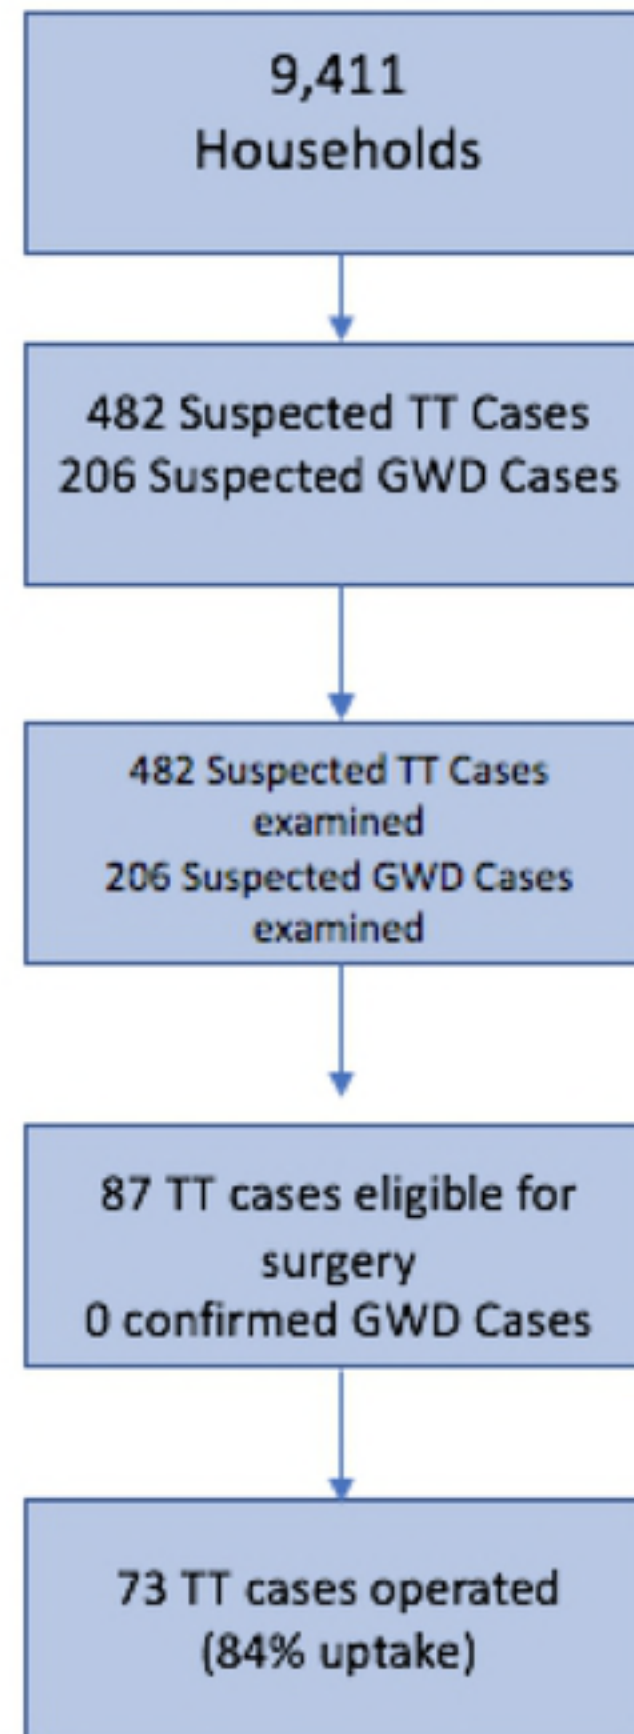 9,411
Households
482 Suspected TT Cases
206 Suspected GWD Cases
482 Suspected TT Cases
examined
206 Suspected GWD Cases
examined
87 TT cases eligible for
surgery
0 confirmed GWD Cases
73 TT cases operated
(84% uptake)